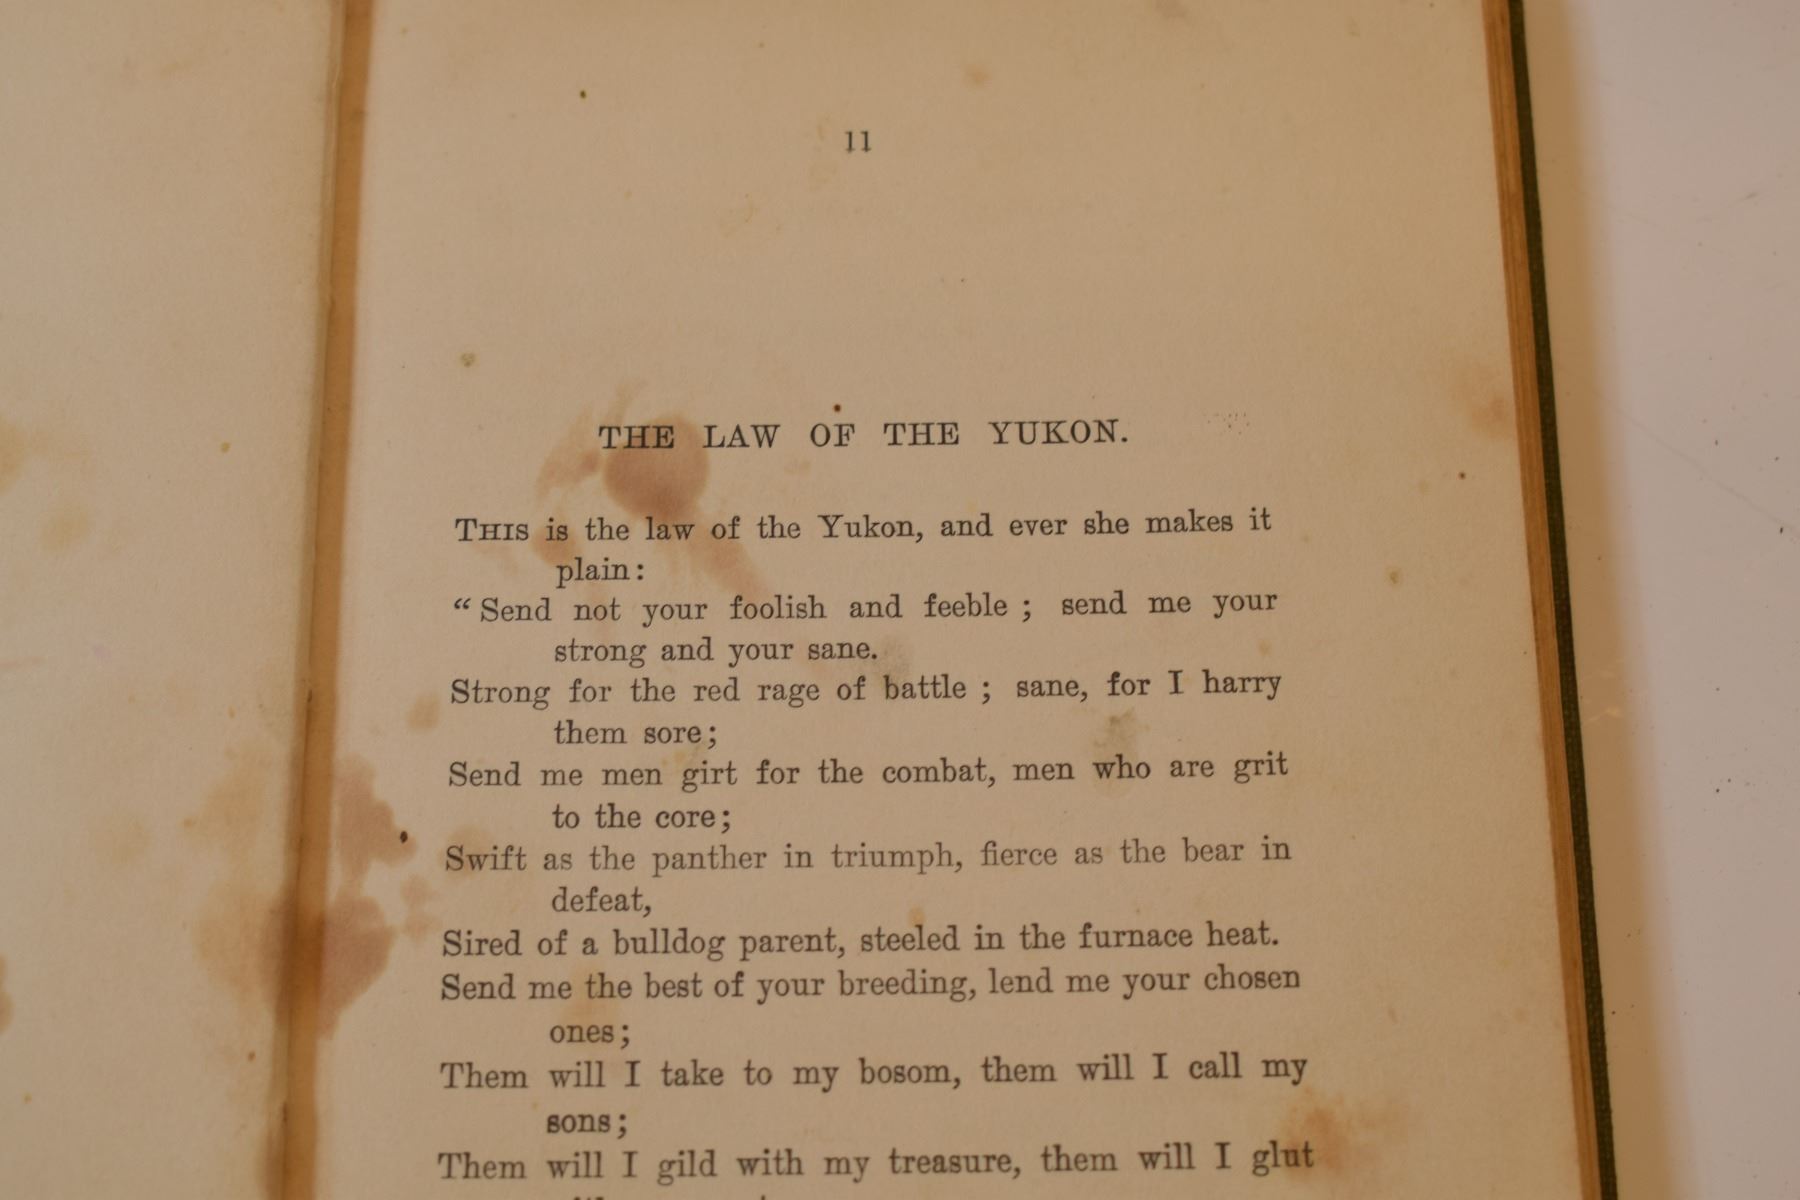 11
THE LAW OF THE YUKON.
THIS is the law of the Yukon, and ever she makes it
plain:
“ Send not your foolish and feeble ; send me your
strong and your sane.
Strong for the red rage of battle ; sane, for I harry
them sore;
Send me men girt for the combat, men who are grit
to the core;
Swift as the panther in triumph, fierce as the bear in
defeat,
Sired of a bulldog parent, steeled in the furnace heat.
Send me the best of your breeding, lend me your chosen
ones;
Them will I take to my bosom, them will I call my
sons;
Them will I gild with my treasure, them will I glut